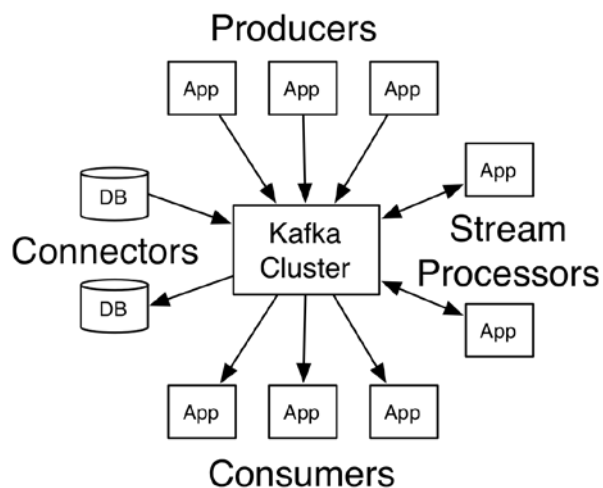 Producers
App
App
App
DB
App
Kafka
Cluster
Connectors
Stream
Processors
DB
App
App
App
App
Consumers